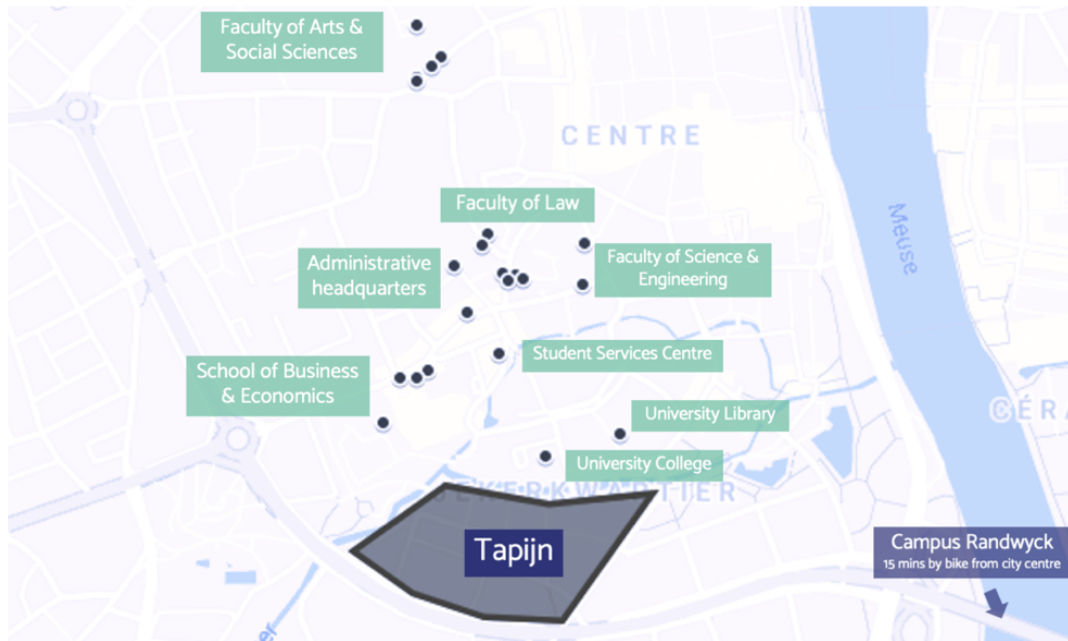 Faculty of Arts &
Social Sciences
CENTRE
Faculty of Law
Meuse
Administrative
headquarters
Faculty of Science &
Engineering
Student Services Centre
School of Business
& Economics
University Library
University College
Tapijn
Campus Randwyck
15 mins by bike from city centre